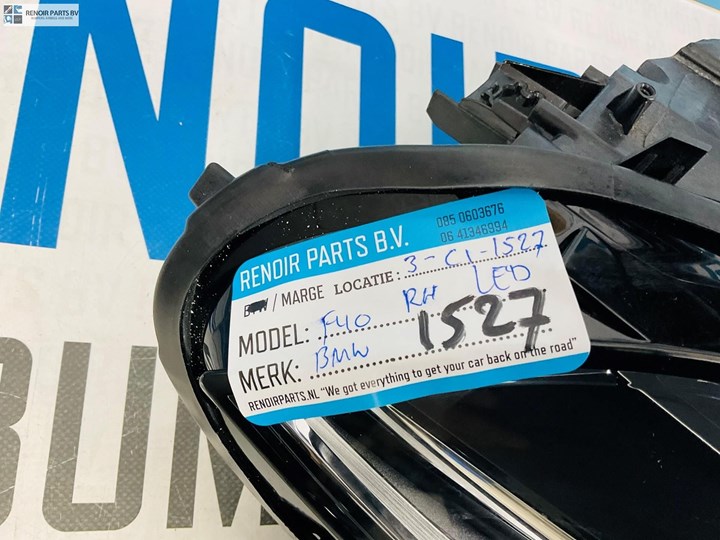 RENOIR PARTS BV
RENOIR PARTS B.V.
085 0603676
06 41346994
/ MARGE LOCATIE: 3-C1-1527
MODEL: F40 RH LED
MERK: BMW 1527
RENOIRPARTS.NL "We got everything to get your car back on the road"